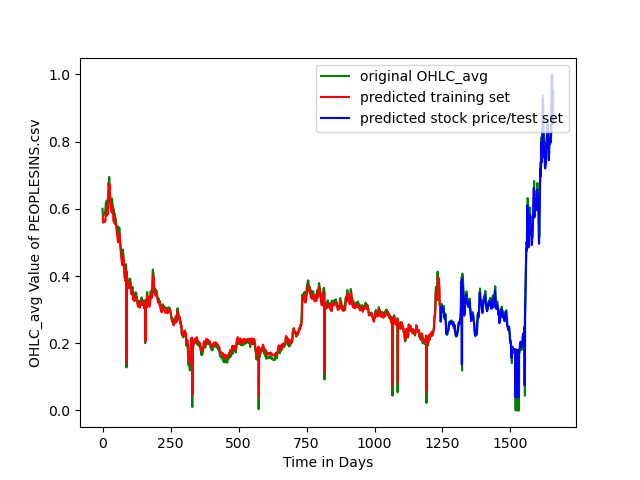 original OHLC_avg
predicted training set
predicted stock price/test set
OHLC_avg Value of PEOPLESINS.csv
1.0
0.8
0.6
0.4
0.2
0.0
0 250 500 750 1000 1250 1500
Time in Days